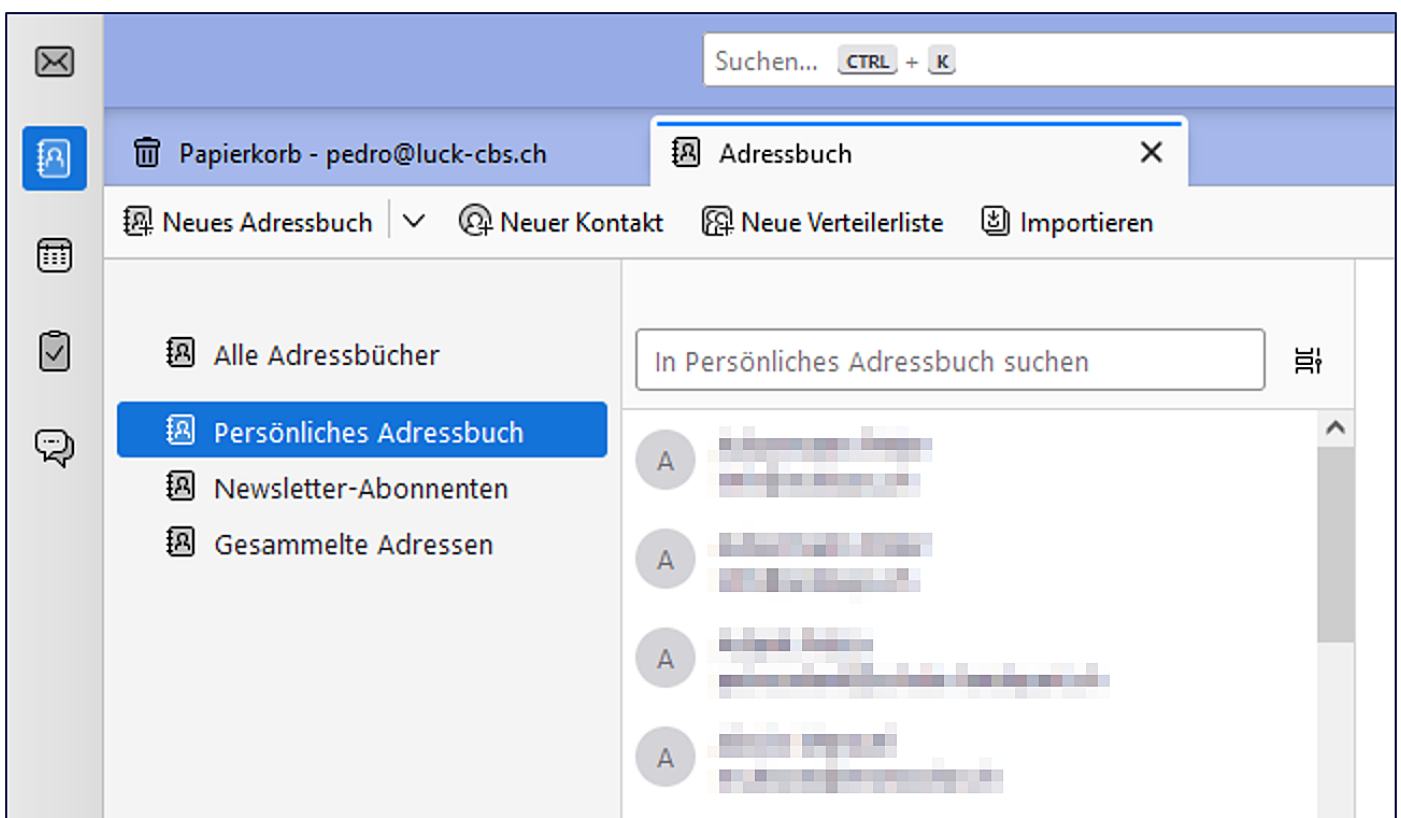 Suchen... CTRL + K
Papierkorb - pedro@luck-cbs.ch
Adressbuch
Neues Adressbuch
Neuer Kontakt
Neue Verteilerliste
Importieren
Alle Adressbücher
Persönliches Adressbuch
Newsletter-Abonnenten
Gesammelte Adressen
In Persönliches Adressbuch suchen
A
A
A
A